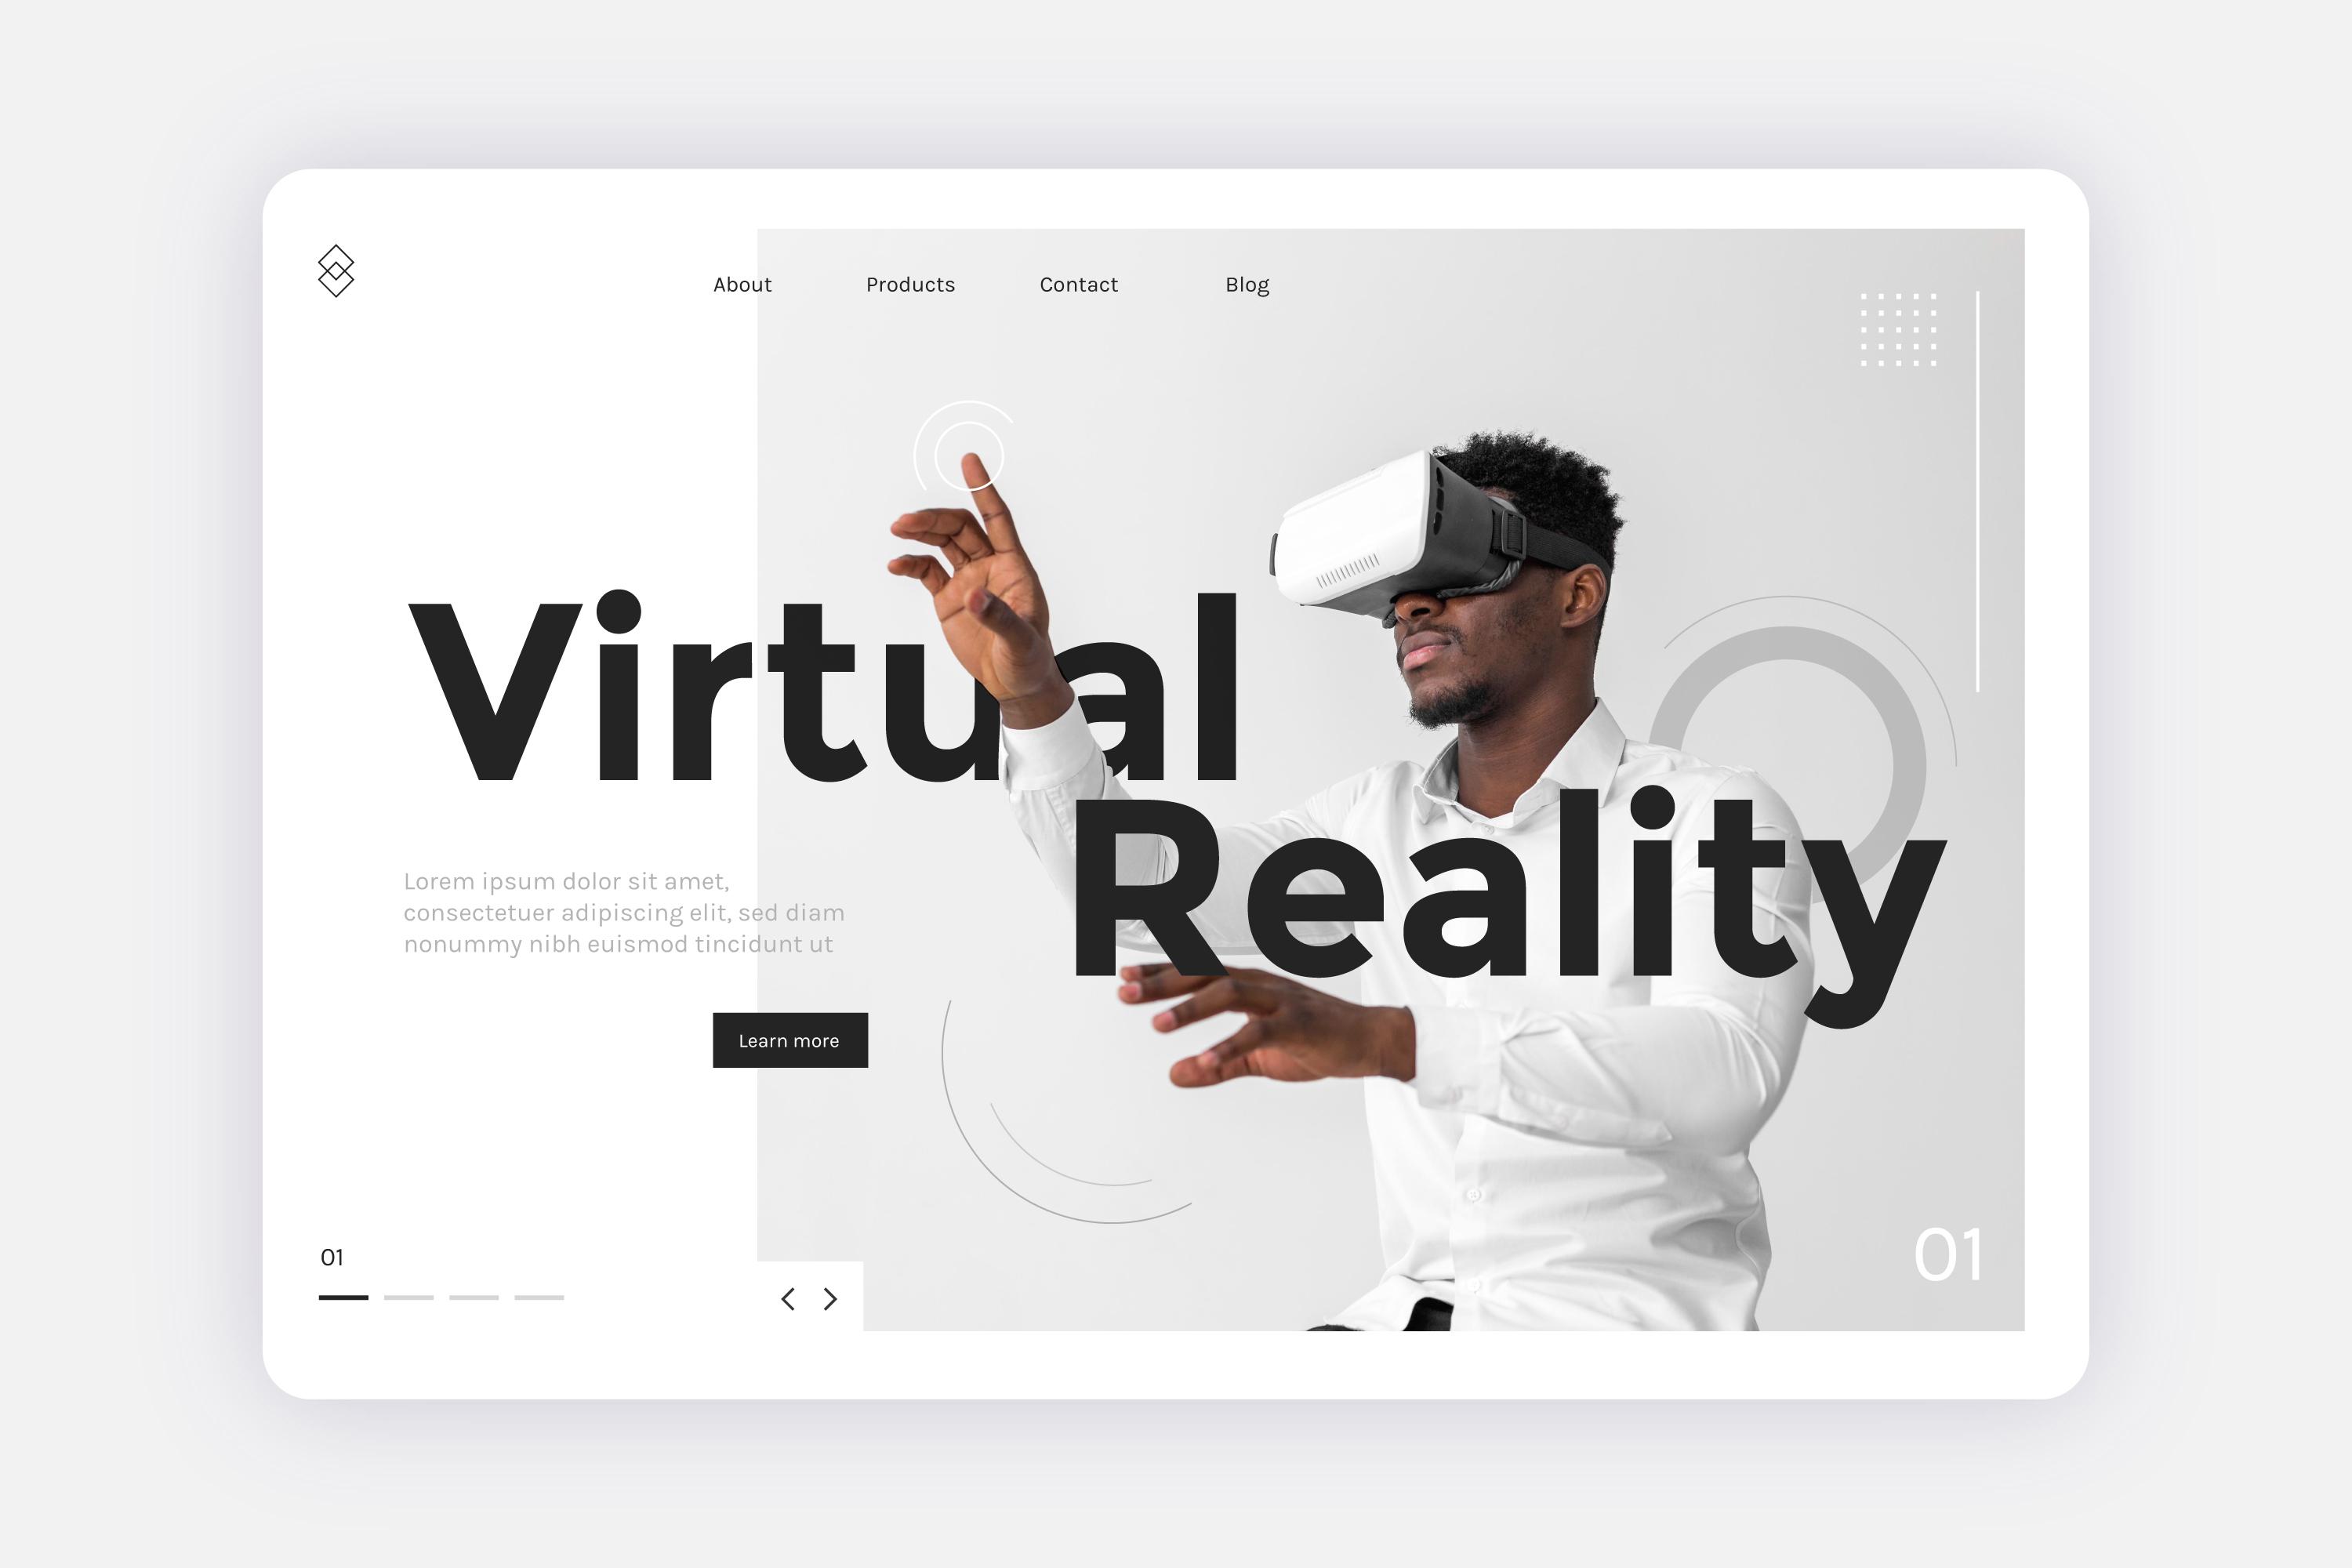 About Products Contact Blog
Virtual
Reality
Lorem ipsum dolor sit amet,
consectetuer adipiscing elit, sed diam
nonummy nibh euismod tincidunt ut
Learn more
01
01